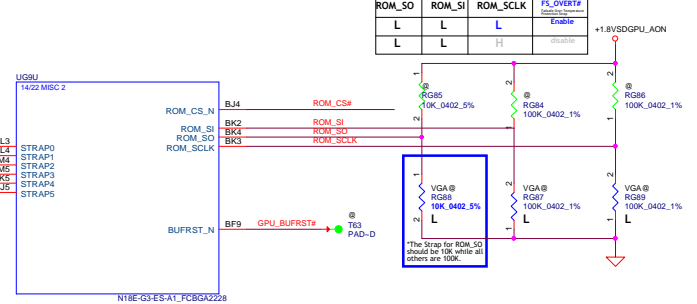 ROM_SO ROM_SI ROM_SCLK FS_OVERT#
L L L Enable
L L H disable
+1.8VSDGPU_AON
UG9U
14/22 MISC 2
ROM_CS_N BJ4 ROM_CS#
ROM_SI BK2 ROM_SI
ROM_SO BK4 ROM_SO
ROM_SCLK BK3 ROM_SCLK
L3 STRAP0
L4 STRAP1
M4 STRAP2
M5 STRAP3
K5 STRAP4
J5 STRAP5
BUFRST_N BF9 GPU_BUFRST#
@
T63
PAD~D
1
@
RG85
10K_0402_5%
2
2
@
RG84
100K_0402_1%
1
2
@
RG86
100K_0402_1%
1
1
VGA@
RG88
10K_0402_5%
2
L
2
VGA@
RG87
100K_0402_1%
1
L
2
VGA@
RG89
100K_0402_1%
1
L
*The Strap for ROM_SO
should be 10K while all
others are 100K.
N18E-G3-ES-A1_FCBGA2228